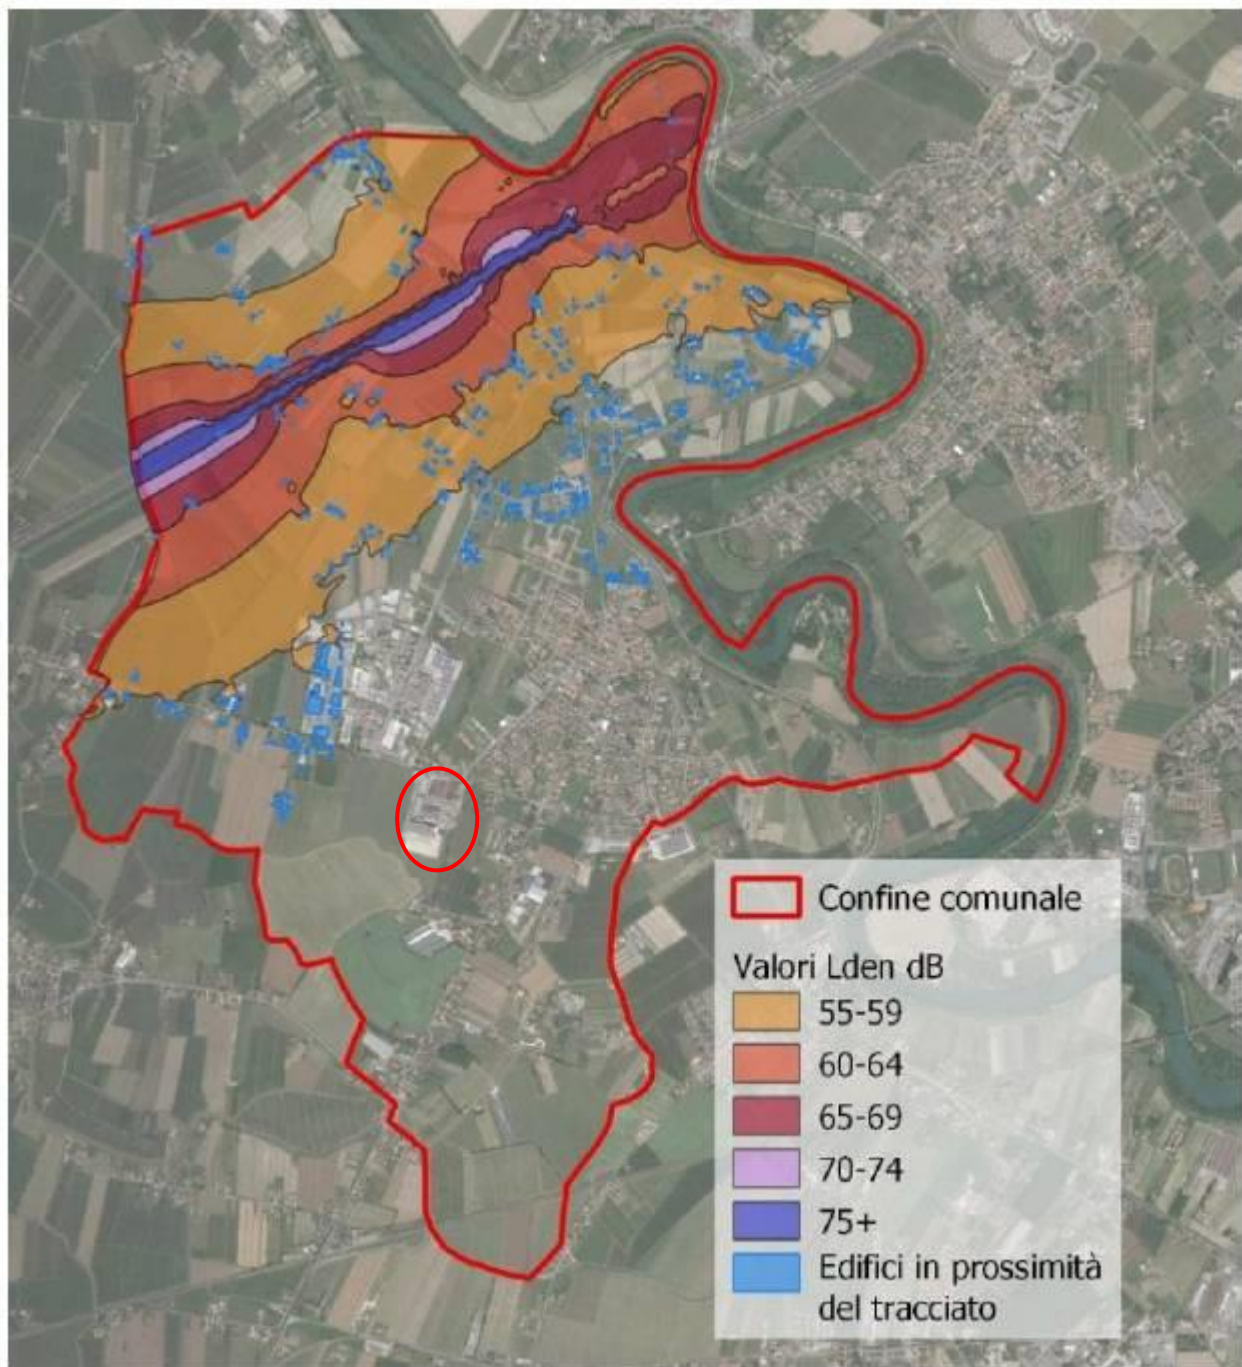 Confine comunale
Valori Lden dB
55-59
60-64
65-69
70-74
75+
Edifici in prossimità
del tracciato